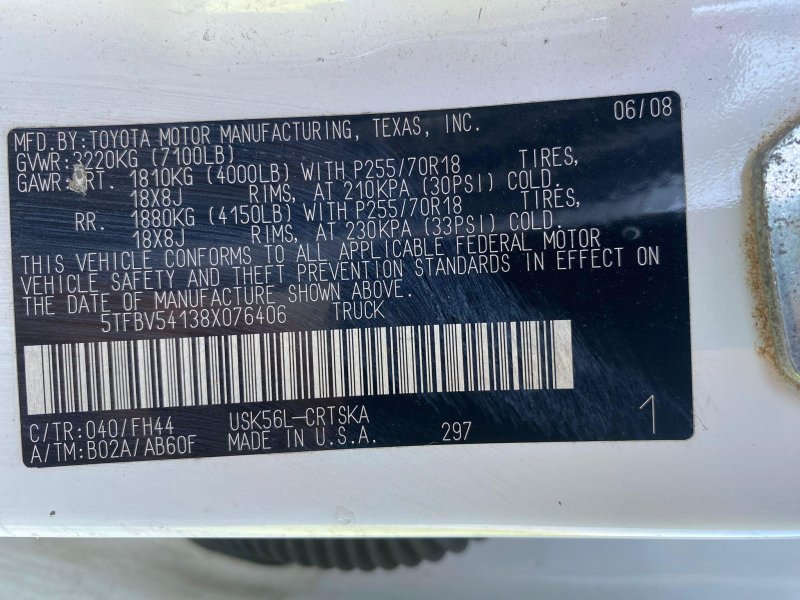 06/08
MFD.BY:TOYOTA MOTOR MANUFACTURING, TEXAS, INC.
GVWR:3220KG (7100LB)
GAWR:FRT. 1810KG (4000LB) WITH P255/70R18 TIRES,
18X8J RIMS, AT 210KPA (30PSI) COLD.
RR. 1880KG (4150LB) WITH P255/70R18 TIRES,
18X8J RIMS, AT 230KPA (33PSI) COLD.
THIS VEHICLE CONFORMS TO ALL APPLICABLE FEDERAL MOTOR
VEHICLE SAFETY AND THEFT PREVENTION STANDARDS IN EFFECT ON
THE DATE OF MANUFACTURE SHOWN ABOVE.
5TFBV54138X076406 TRUCK
C/TR:040/FH44 USK56L-CRTSKA
A/TM:B02A/AB60F MADE IN U.S.A. 297 1